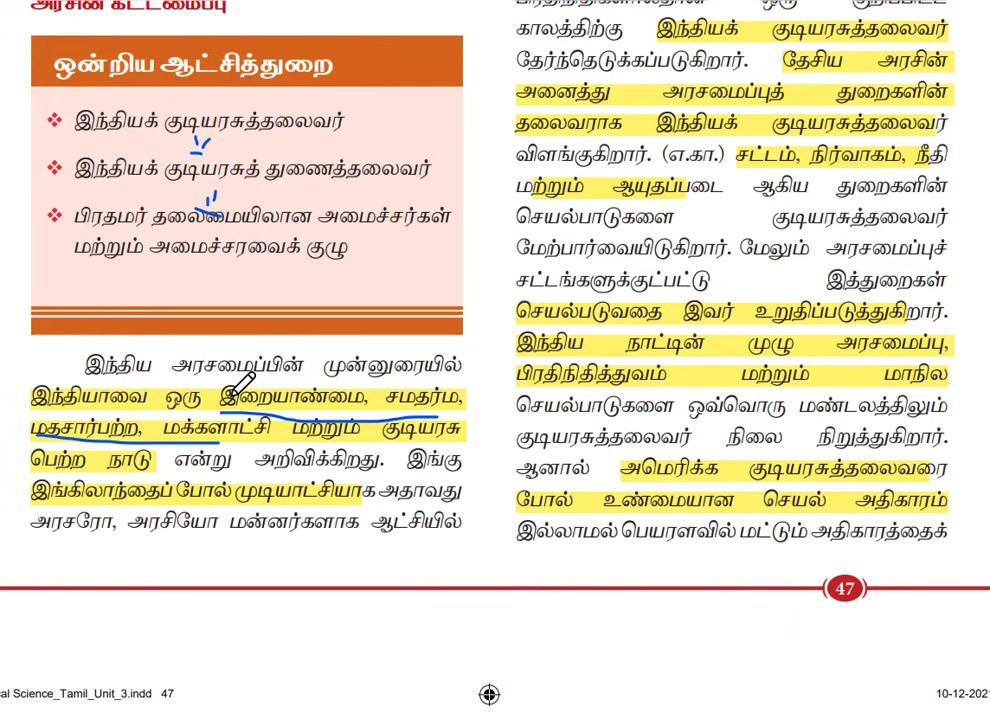 அரசின் கட்டமைப்பு
ஒன்றிய ஆட்சித்துறை
❖ இந்தியக் குடியரசுத்தலைவர்
❖ இந்தியக் குடியரசுத் துணைத்தலைவர்
❖ பிரதமர் தலைமையிலான அமைச்சர்கள்
மற்றும் அமைச்சரவைக் குழு
இந்திய அரசமைப்பின் முன்னுரையில்
இந்தியாவை ஒரு இறையாண்மை, சமதர்ம,
மதசார்பற்ற, மக்களாட்சி மற்றும் குடியரசு
பெற்ற நாடு என்று அறிவிக்கிறது. இங்கு
இங்கிலாந்தைப் போல் முடியாட்சியாக அதாவது
அரசரோ, அரசியோ மன்னர்களாக ஆட்சியில்
காலத்திற்கு இந்தியக் குடியரசுத்தலைவர்
தேர்ந்தெடுக்கப்படுகிறார். தேசிய அரசின்
அனைத்து அரசமைப்புத் துறைகளின்
தலைவராக இந்தியக் குடியரசுத்தலைவர்
விளங்குகிறார். (எ.கா.) சட்டம், நிர்வாகம், நீதி
மற்றும் ஆயுதப்படை ஆகிய துறைகளின்
செயல்பாடுகளை குடியரசுத்தலைவர்
மேற்பார்வையிடுகிறார். மேலும் அரசமைப்புச்
சட்டங்களுக்குட்பட்டு இத்துறைகள்
செயல்படுவதை இவர் உறுதிப்படுத்துகிறார்.
இந்திய நாட்டின் முழு அரசமைப்பு,
பிரதிநிதித்துவம் மற்றும் மாநில
செயல்பாடுகளை ஒவ்வொரு மண்டலத்திலும்
குடியரசுத்தலைவர் நிலை நிறுத்துகிறார்.
ஆனால் அமெரிக்க குடியரசுத்தலைவரை
போல் உண்மையான செயல் அதிகாரம்
இல்லாமல் பெயரளவில் மட்டும் அதிகாரத்தைக்
47
al Science_Tamil_Unit_3.indd 47
10-12-2021